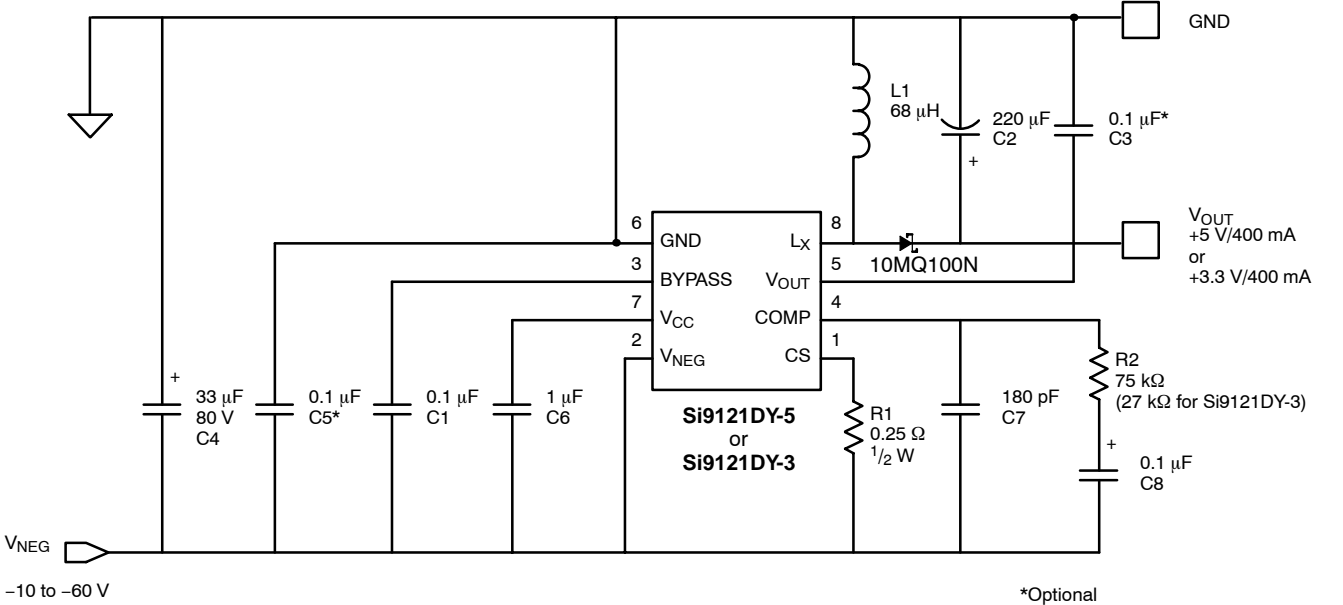 GND
L1
68 μH
220 μF
C2
+
0.1 μF*
C3
6
GND
3
BYPASS
7
VCC
2
VNEG
8
LX
5
VOUT
4
COMP
1
CS
10MQ100N
VOUT
+5 V/400 mA
or
+3.3 V/400 mA
+
33 μF
80 V
C4
0.1 μF
C5*
0.1 μF
C1
1 μF
C6
Si9121DY-5
or
Si9121DY-3
R1
0.25 Ω
1/2 W
180 pF
C7
R2
75 kΩ
(27 kΩ for Si9121DY-3)
+
0.1 μF
C8
VNEG
−10 to −60 V
*Optional